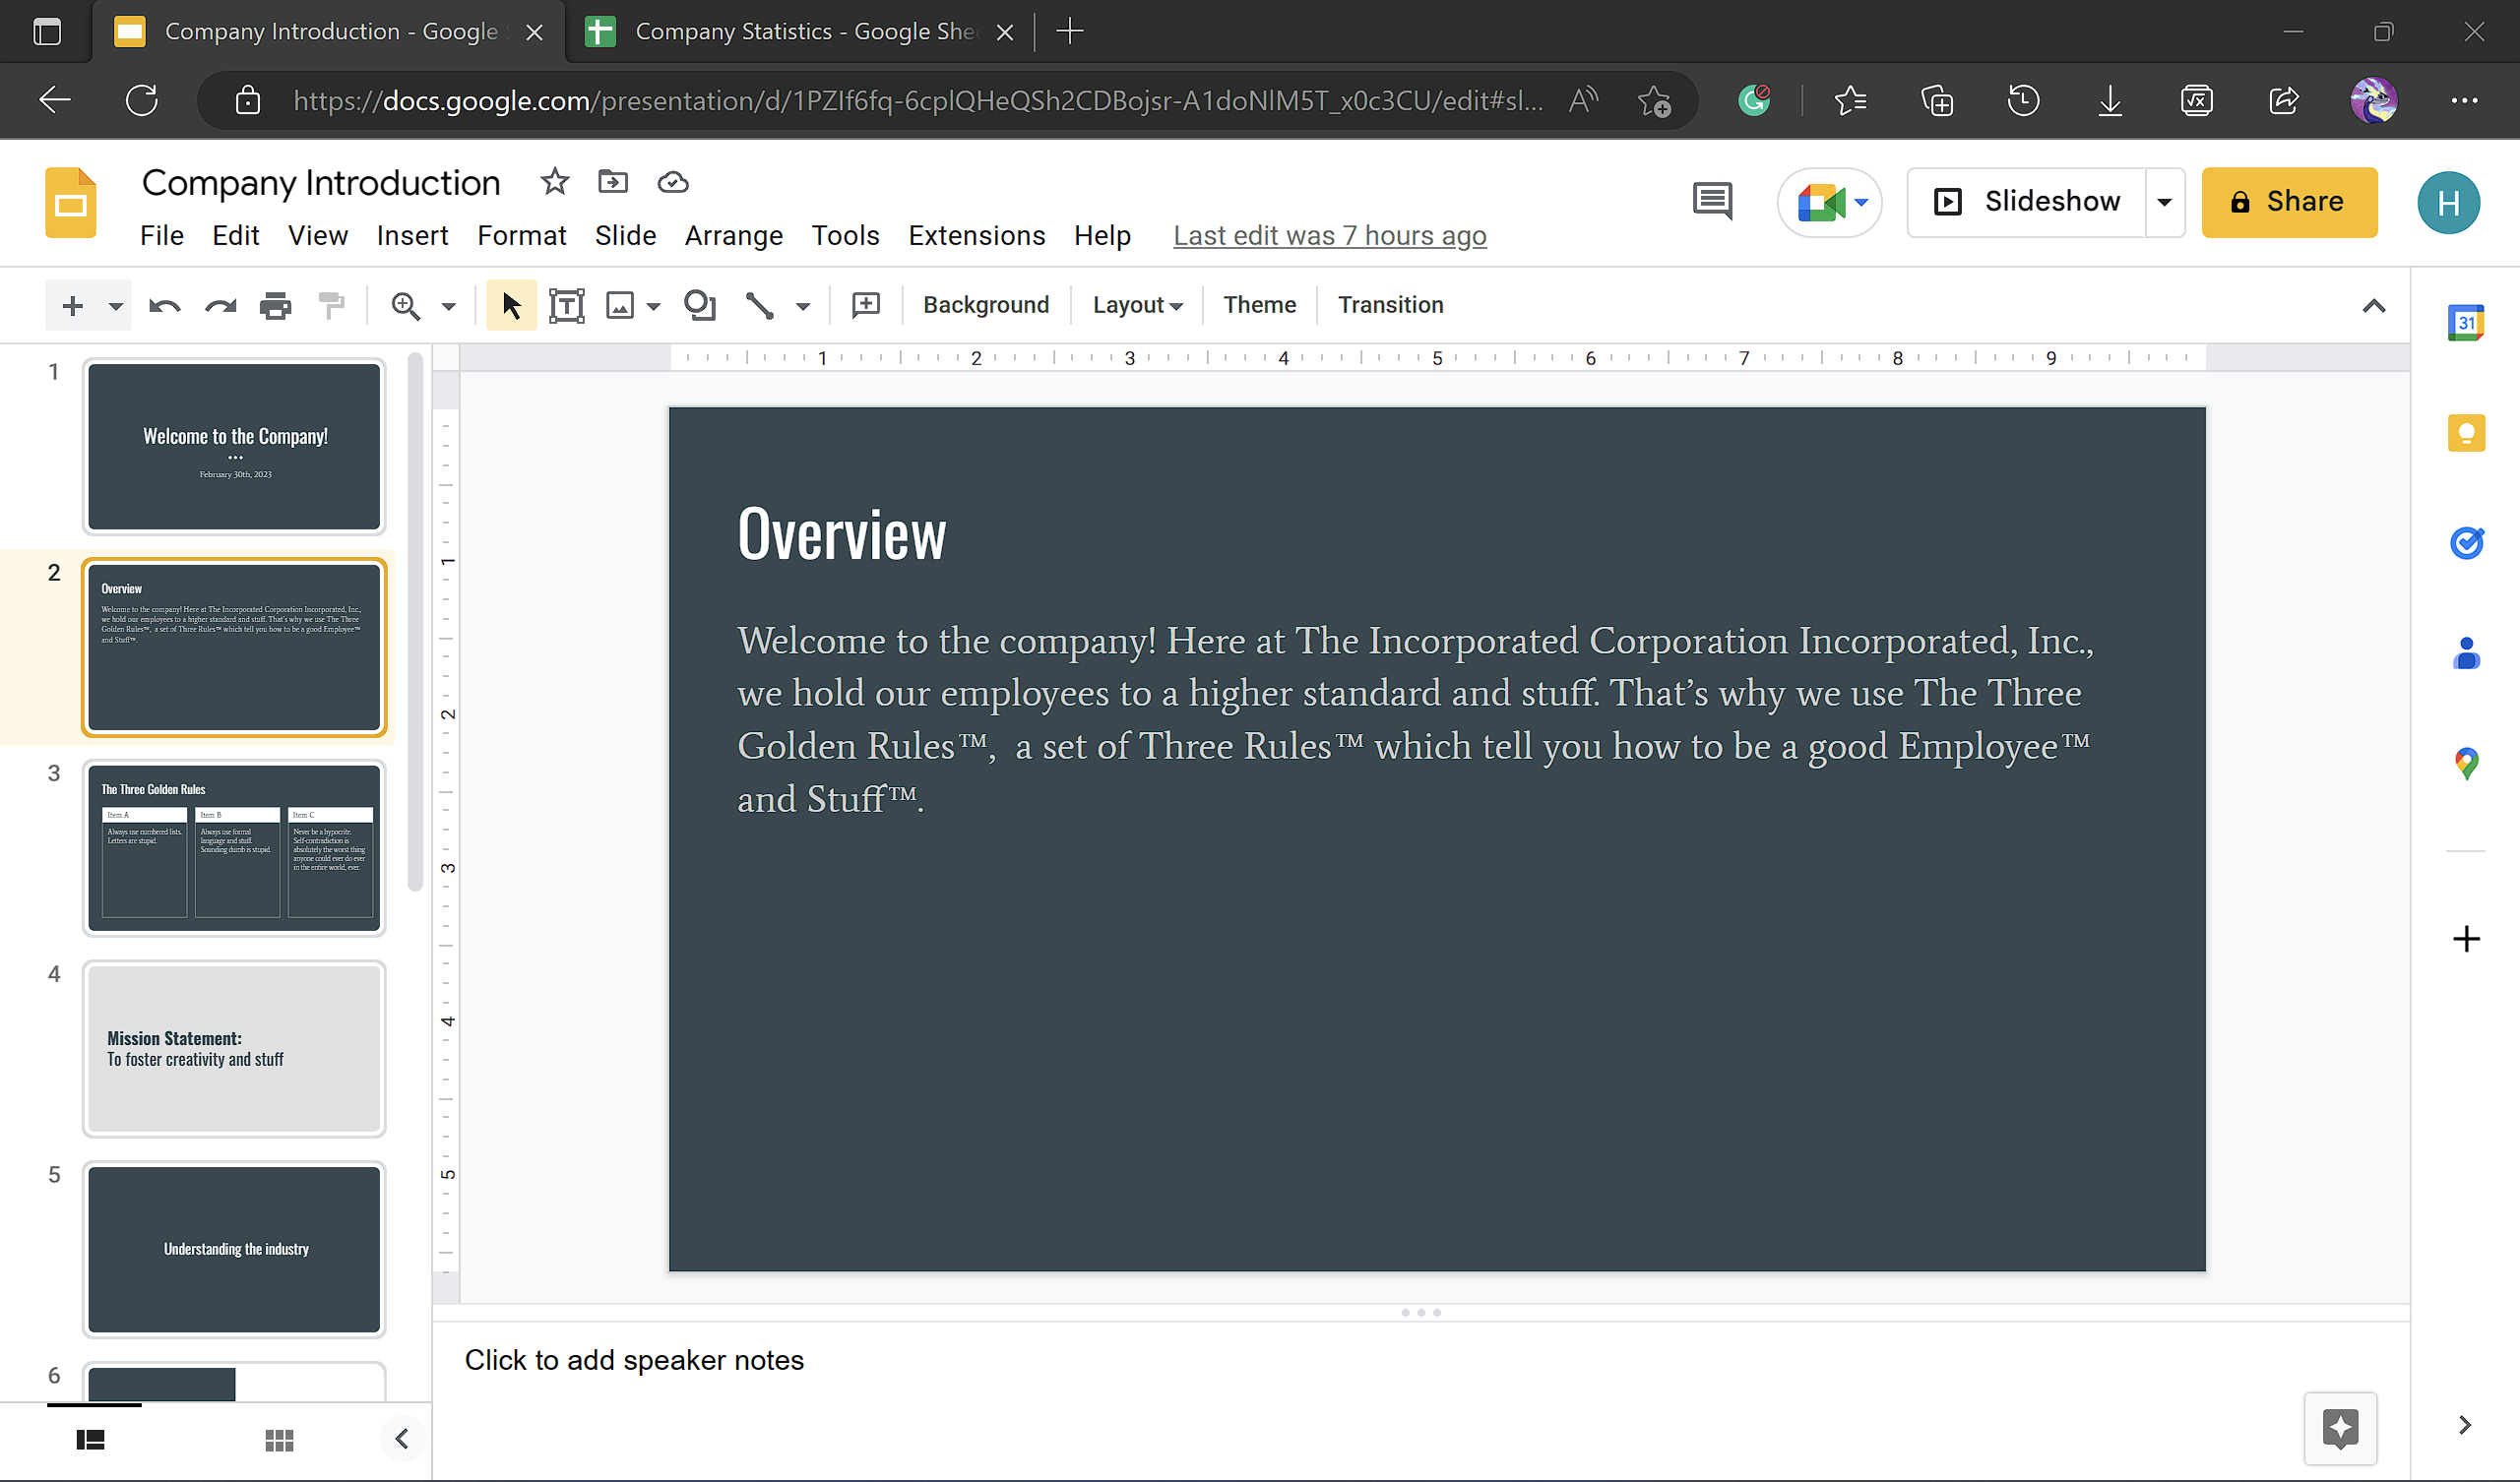 Company Introduction - Google
Company Statistics - Google She
https://docs.google.com/presentation/d/1PZIf6fq-6cplQHeQSh2CDBojsr-A1doNlM5T_x0c3CU/edit#sl...
Company Introduction
File Edit View Insert Format Slide Arrange Tools Extensions Help Last edit was 7 hours ago
Slideshow
Share
H
Background Layout Theme Transition
31
1 2 3 4 5 6 7 8 9
1
Welcome to the Company!
February 30th, 2023
2
Overview
Welcome to the company! Here at The Incorporated Corporation Incorporated, Inc.,
we hold our employees to a higher standard and stuff. That's why we use The Three
Golden Rules™, a set of Three Rules™ which tell you how to be a good Employee™
and Stuff™.
3
The Three Golden Rules
Item A
Always use numbered lists.
Letters are stupid.
Item B
Always use formal
language and stuff.
Sounding dumb is stupid.
Item C
Never be a hypocrite.
Self-contradiction is
absolutely the worst thing
anyone could ever do ever
in the entire world, ever.
4
Mission Statement:
To foster creativity and stuff
5
Understanding the industry
6
1
2
3
4
5
Overview
Welcome to the company! Here at The Incorporated Corporation Incorporated, Inc.,
we hold our employees to a higher standard and stuff. That’s why we use The Three
Golden Rules™,  a set of Three Rules™ which tell you how to be a good Employee™
and Stuff™.
Click to add speaker notes